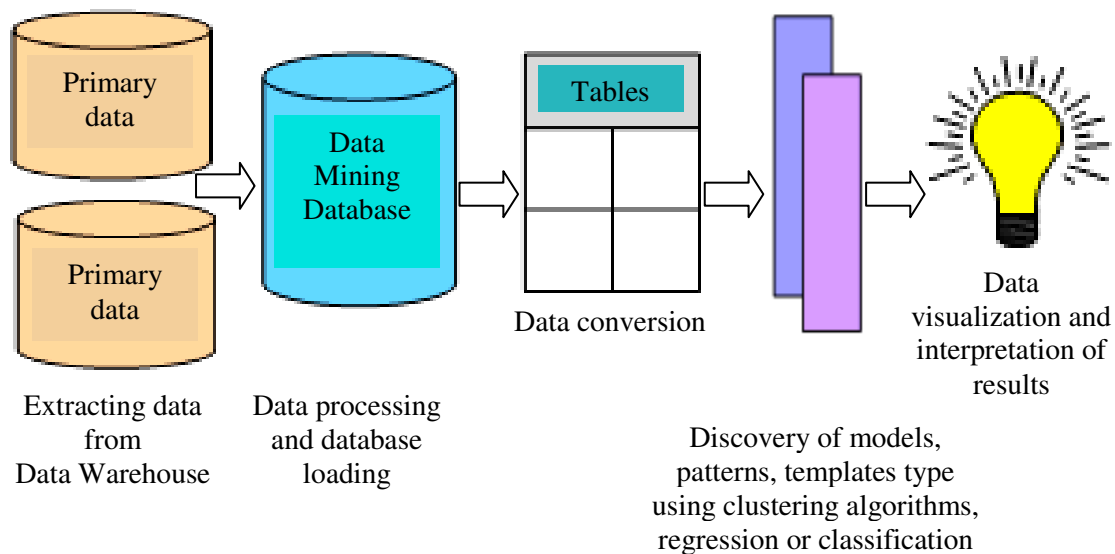 Primary
data
Primary
data
Extracting data
from
Data Warehouse
Data
Mining
Database
Data processing
and database
loading
Tables
Data conversion
Discovery of models,
patterns, templates type
using clustering algorithms,
regression or classification
Data
visualization and
interpretation of
results